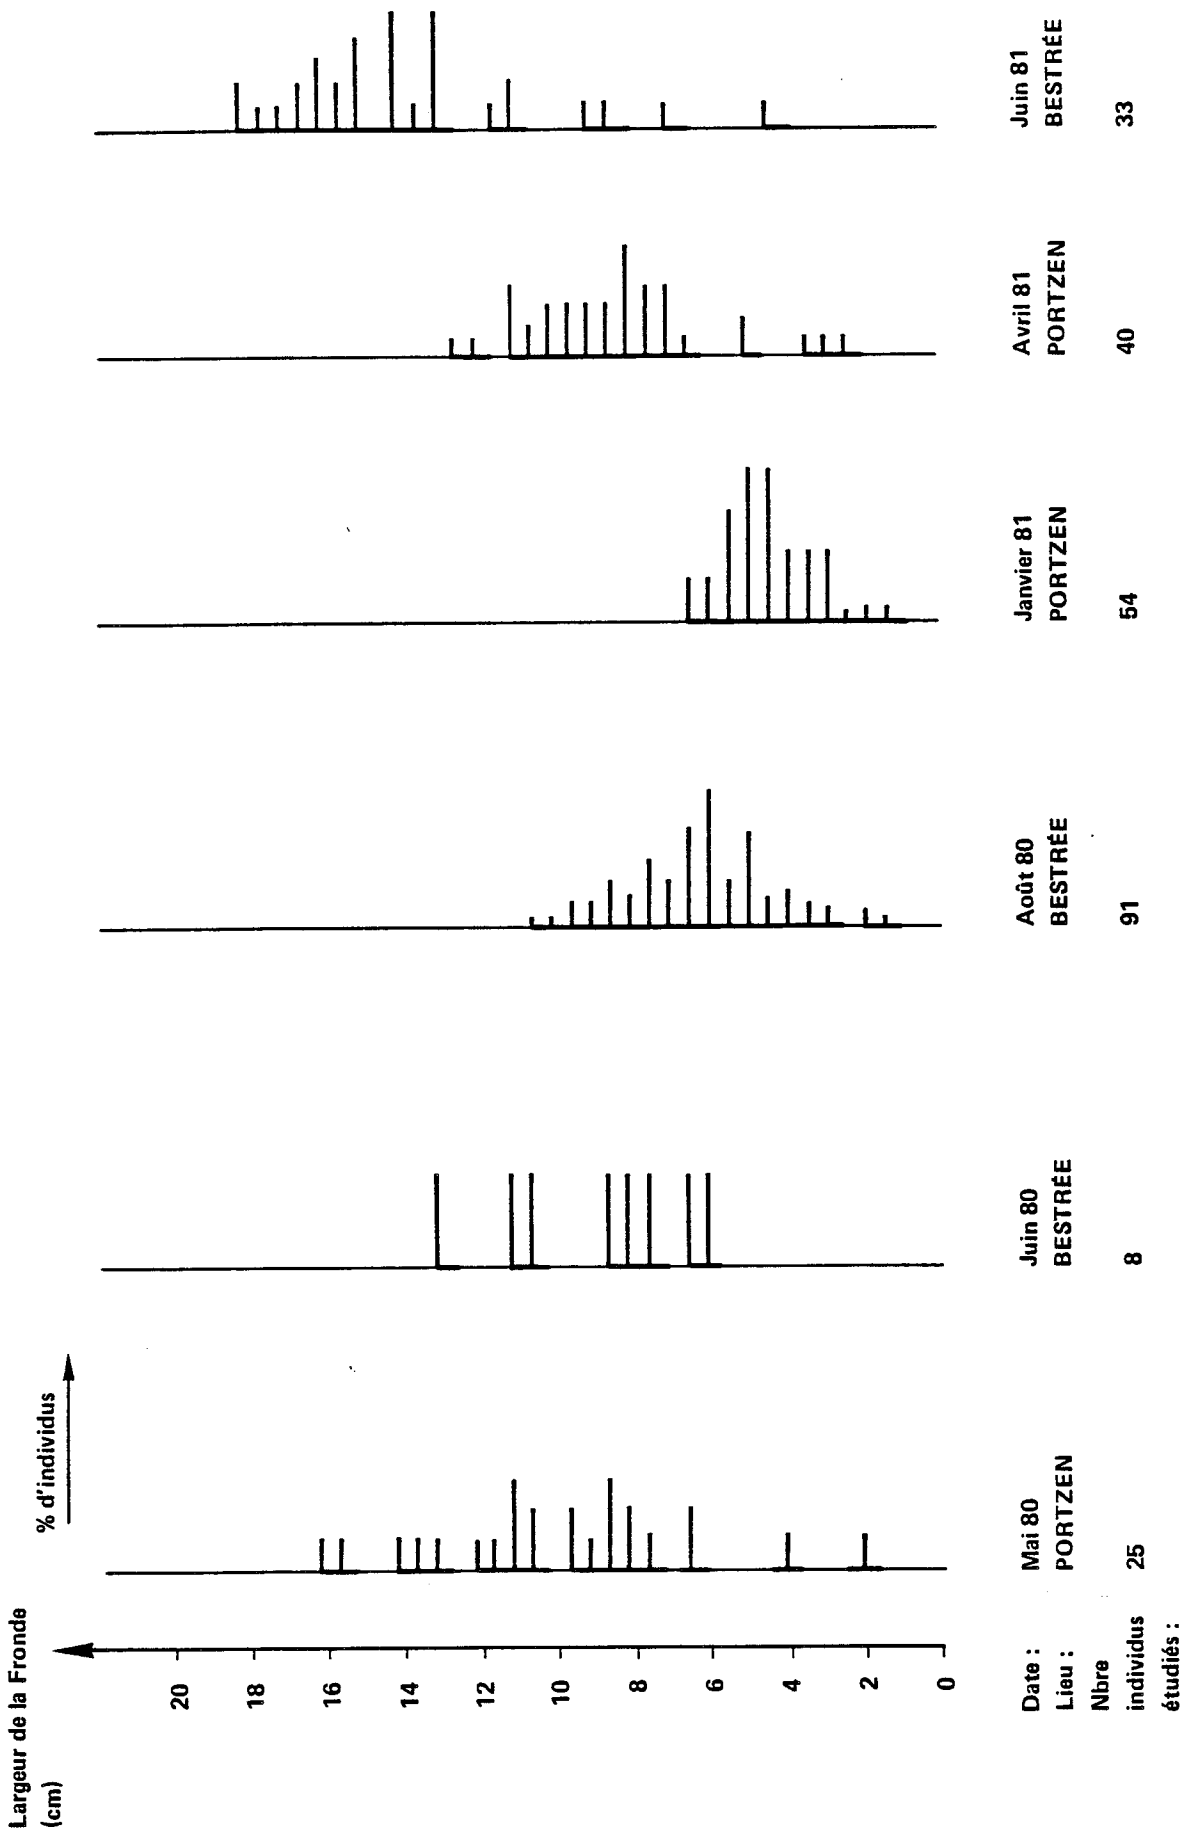 Largeur de la Fronde
(cm)
% d'individus
20
18
16
14
12
10
8
6
4
2
0
Date : Mai 80 Juin 80 Août 80 Janvier 81 Avril 81 Juin 81
Lieu : PORTZEN BESTRÉE BESTRÉE PORTZEN PORTZEN BESTRÉE
Nbre
individus 25 8 91 54 40 33
étudiés :